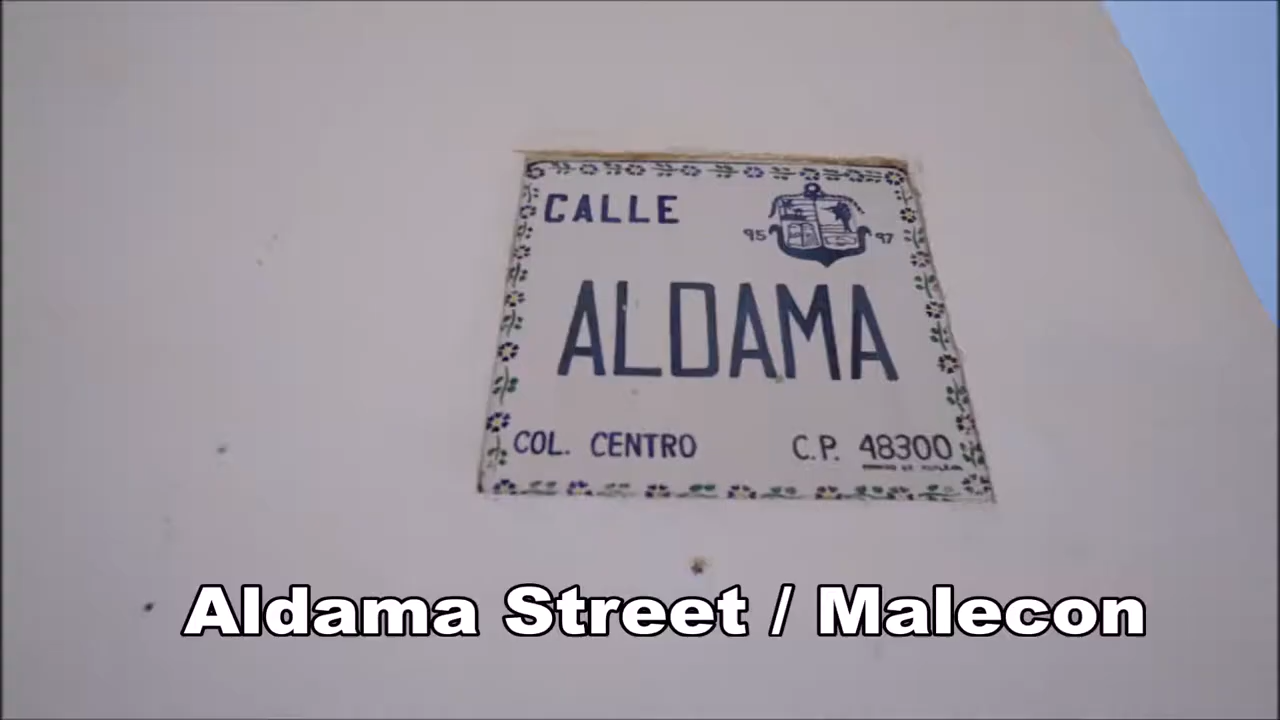 CALLE
95 97
ALDAMA
COL. CENTRO C.P. 48300
Aldama Street / Malecon